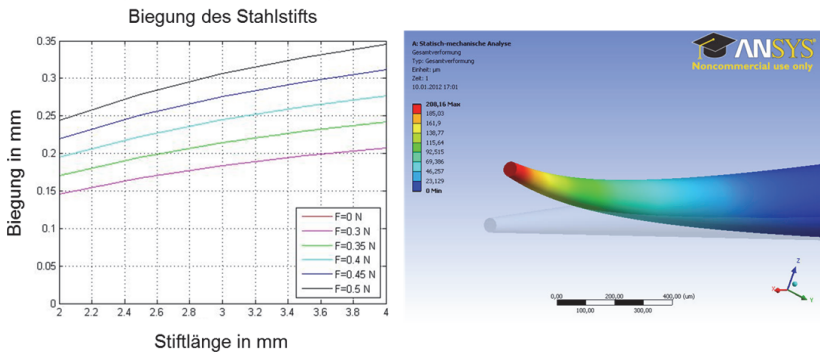 Biegung des Stahlstifts
Biegung in mm
0.35
0.3
0.25
0.2
0.15
0.1
0.05
0
F=0 N
F=0.3 N
F=0.35 N
F=0.4 N
F=0.45 N
F=0.5 N
2 2.2 2.4 2.6 2.8 3 3.2 3.4 3.6 3.8 4
Stiftlänge in mm
A: Statisch-mechanische Analyse
Gesamtverformung
Typ: Gesamtverformung
Einheit: µm
Zeit: 1
10.01.2012 17:01
208,16 Max
185,03
161,9
138,77
115,64
92,515
69,386
46,257
23,129
0 Min
ANSYS
Noncommercial use only
0,00 200,00 400,00 (um)
100,00 300,00
Z
X
Y